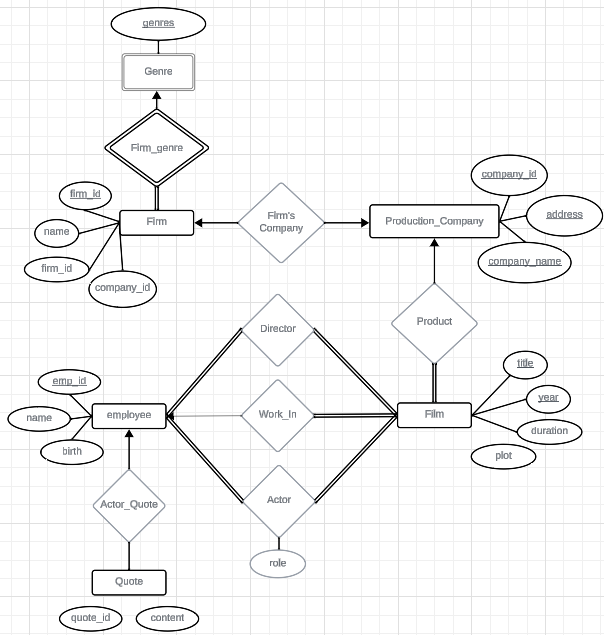 genres
Genre
Firm_genre
firm_id
name
Firm
firm_id
company_id
Firm's
Company
company_id
Production_Company
address
company_name
Director
Product
emp_id
name
employee
birth
Work_In
title
Film
year
duration
plot
Actor_Quote
Actor
role
Quote
quote_id
content